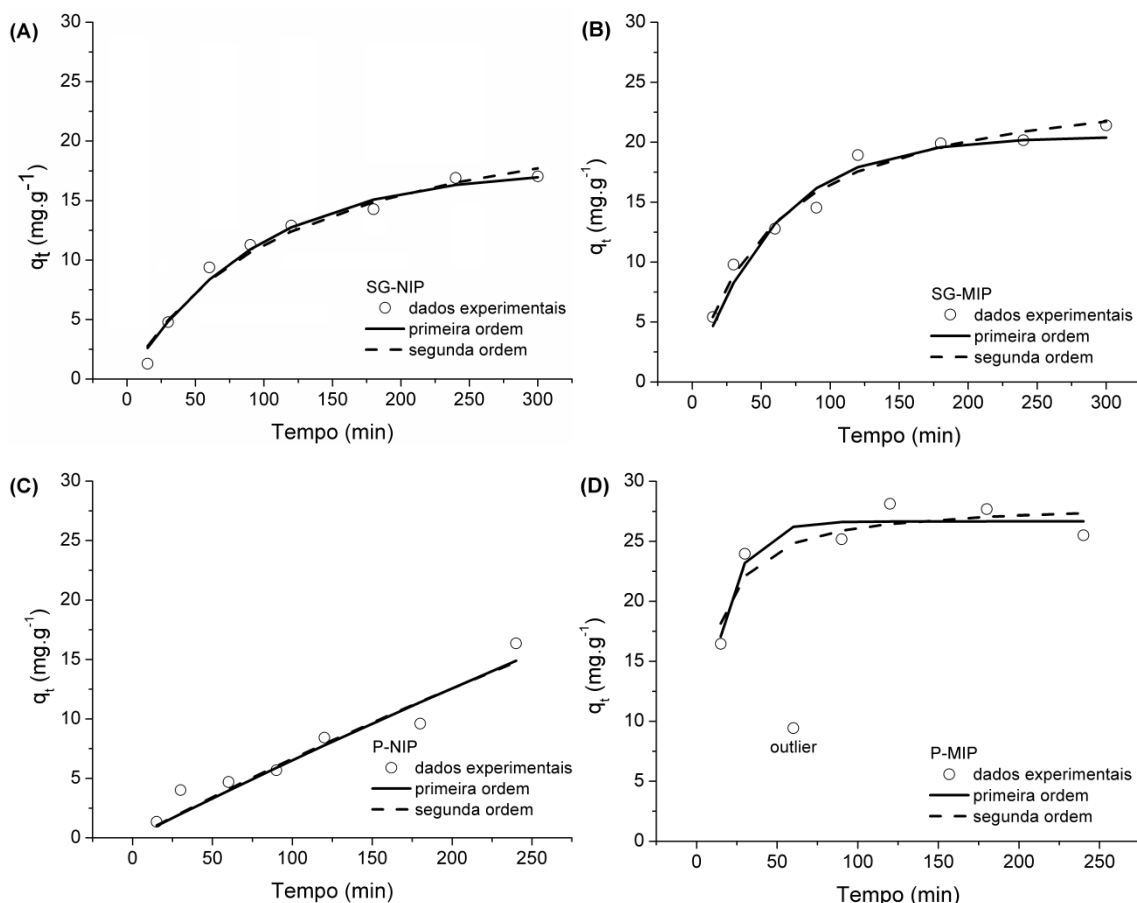 (A)
30
25
20
15
10
5
0
qt (mg.g-1)
SG-NIP
dados experimentais
primeira ordem
segunda ordem
0 50 100 150 200 250 300
Tempo (min)
(B)
30
25
20
15
10
5
0
qt (mg.g-1)
SG-MIP
dados experimentais
primeira ordem
segunda ordem
0 50 100 150 200 250 300
Tempo (min)
(C)
30
25
20
15
10
5
0
qt (mg.g-1)
P-NIP
dados experimentais
primeira ordem
segunda ordem
0 50 100 150 200 250
Tempo (min)
(D)
30
25
20
15
10
5
0
qt (mg.g-1)
outlier
P-MIP
dados experimentais
primeira ordem
segunda ordem
0 50 100 150 200 250
Tempo (min)